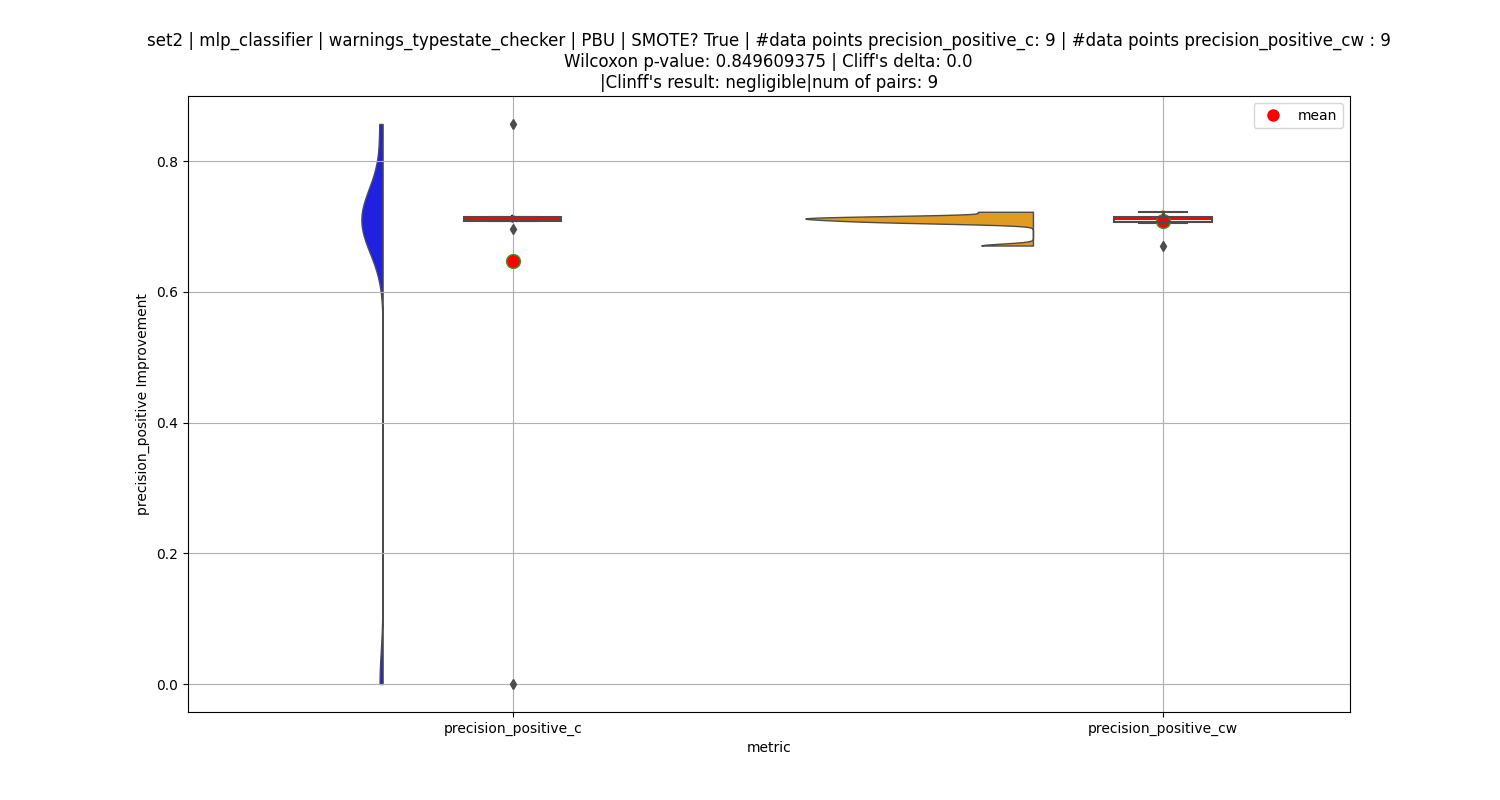 set2 | mlp_classifier | warnings_typestate_checker | PBU | SMOTE? True | #data points precision_positive_c: 9 | #data points precision_positive_cw : 9
Wilcoxon p-value: 0.849609375 | Cliff's delta: 0.0
|Clinff's result: negligible|num of pairs: 9
mean
0.8
0.6
0.4
0.2
0.0
precision_positive Improvement
precision_positive_c
precision_positive_cw
metric